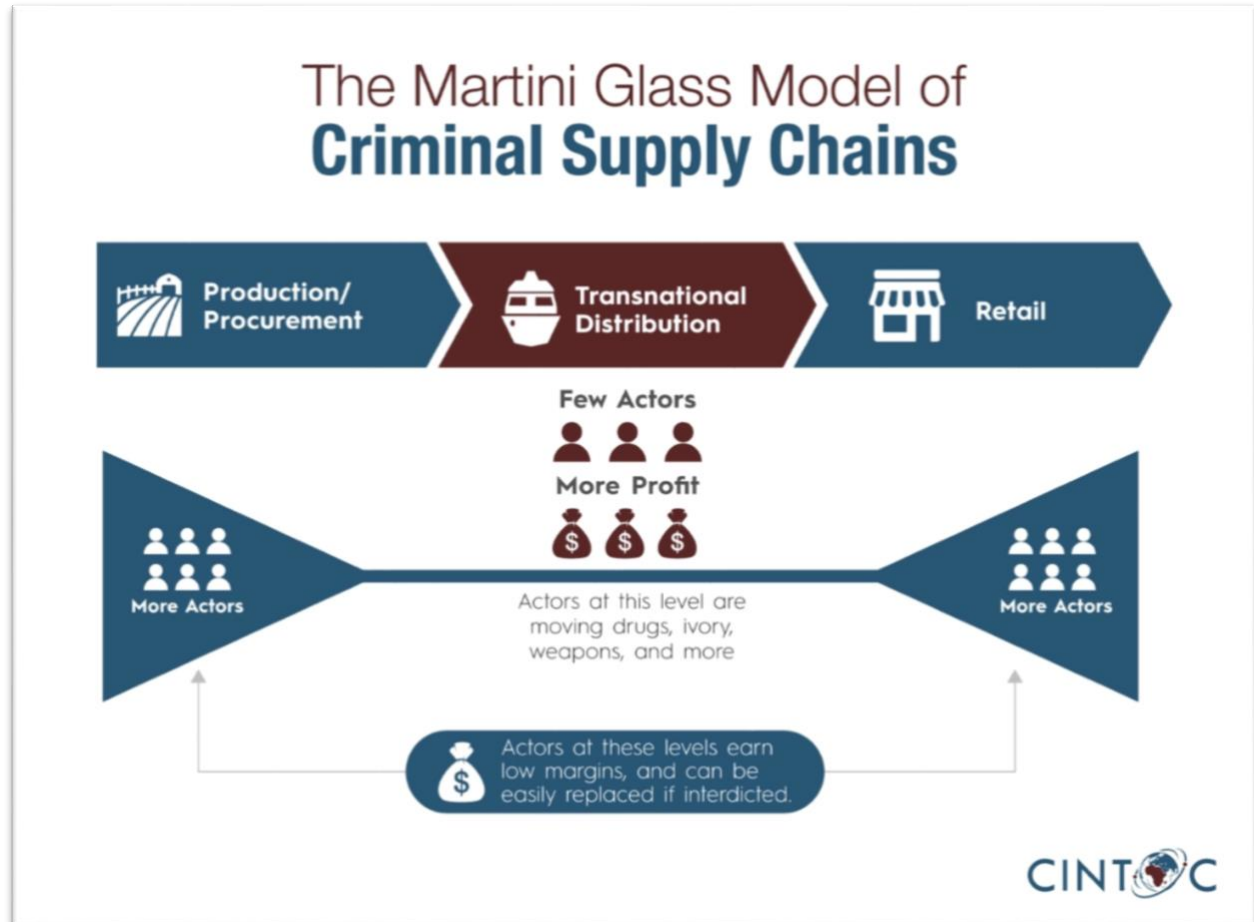 The Martini Glass Model of
Criminal Supply Chains
Production/
Procurement
Transnational
Distribution
Retail
Few Actors
More Profit
$ $ $
More Actors
Actors at this level are
moving drugs, ivory,
weapons, and more
More Actors
$
Actors at these levels earn
low margins, and can be
easily replaced if interdicted.
CINTOC